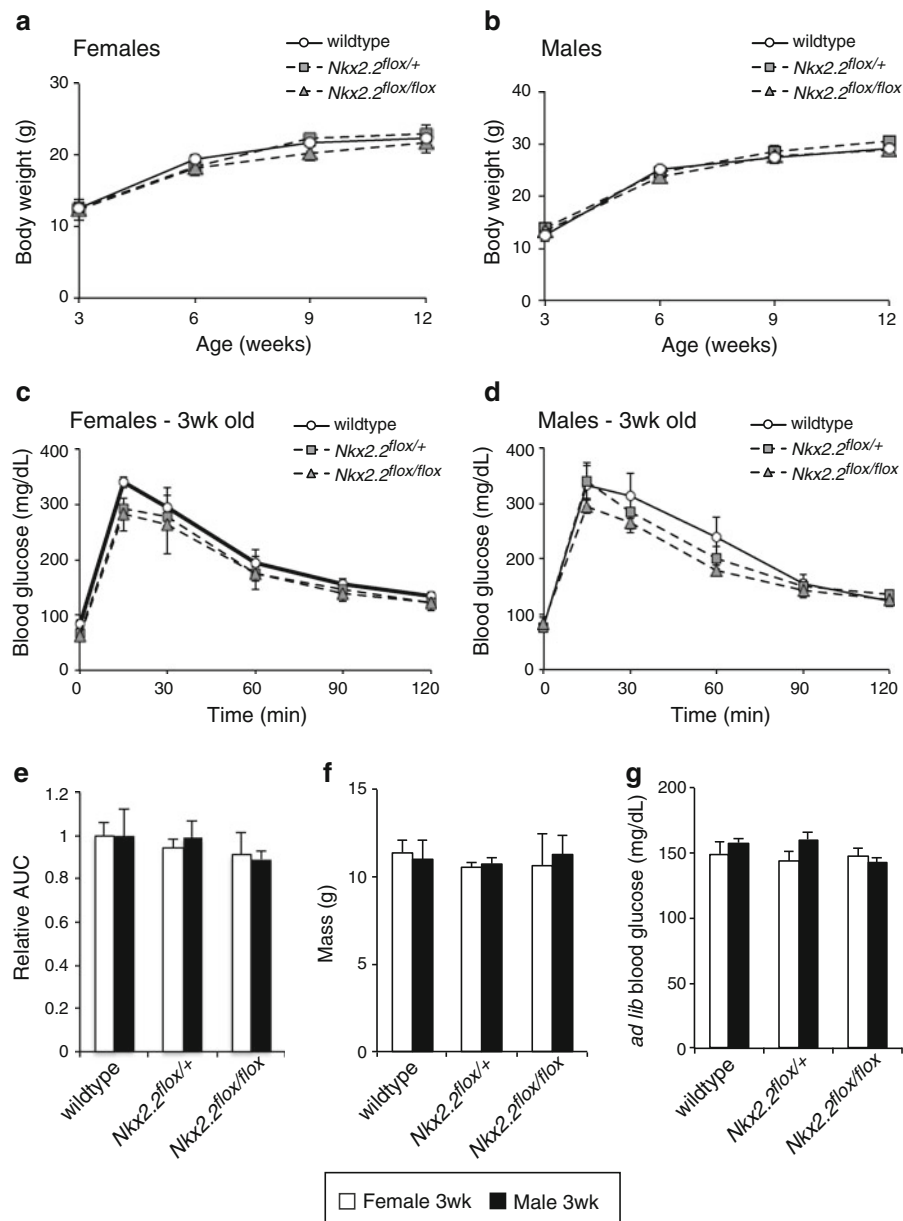 a
Females
wildtype
Nkx2.2flox/+
Nkx2.2flox/flox
30
20
10
0
Body weight (g)
3 6 9 12
Age (weeks)
b
Males
wildtype
Nkx2.2flox/+
Nkx2.2flox/flox
40
30
20
10
0
Body weight (g)
3 6 9 12
Age (weeks)
c
Females - 3wk old
wildtype
Nkx2.2flox/+
Nkx2.2flox/flox
400
300
200
100
0
Blood glucose (mg/dL)
0 30 60 90 120
Time (min)
d
Males - 3wk old
wildtype
Nkx2.2flox/+
Nkx2.2flox/flox
400
300
200
100
0
Blood glucose (mg/dL)
0 30 60 90 120
Time (min)
e
1.2
1
0.8
0.6
0.4
0.2
0
Relative AUC
wildtype
Nkx2.2flox/+
Nkx2.2flox/flox
f
15
10
5
0
Mass (g)
wildtype
Nkx2.2flox/+
Nkx2.2flox/flox
g
200
150
100
50
0
ad lib blood glucose (mg/dL)
wildtype
Nkx2.2flox/+
Nkx2.2flox/flox
Female 3wk Male 3wk